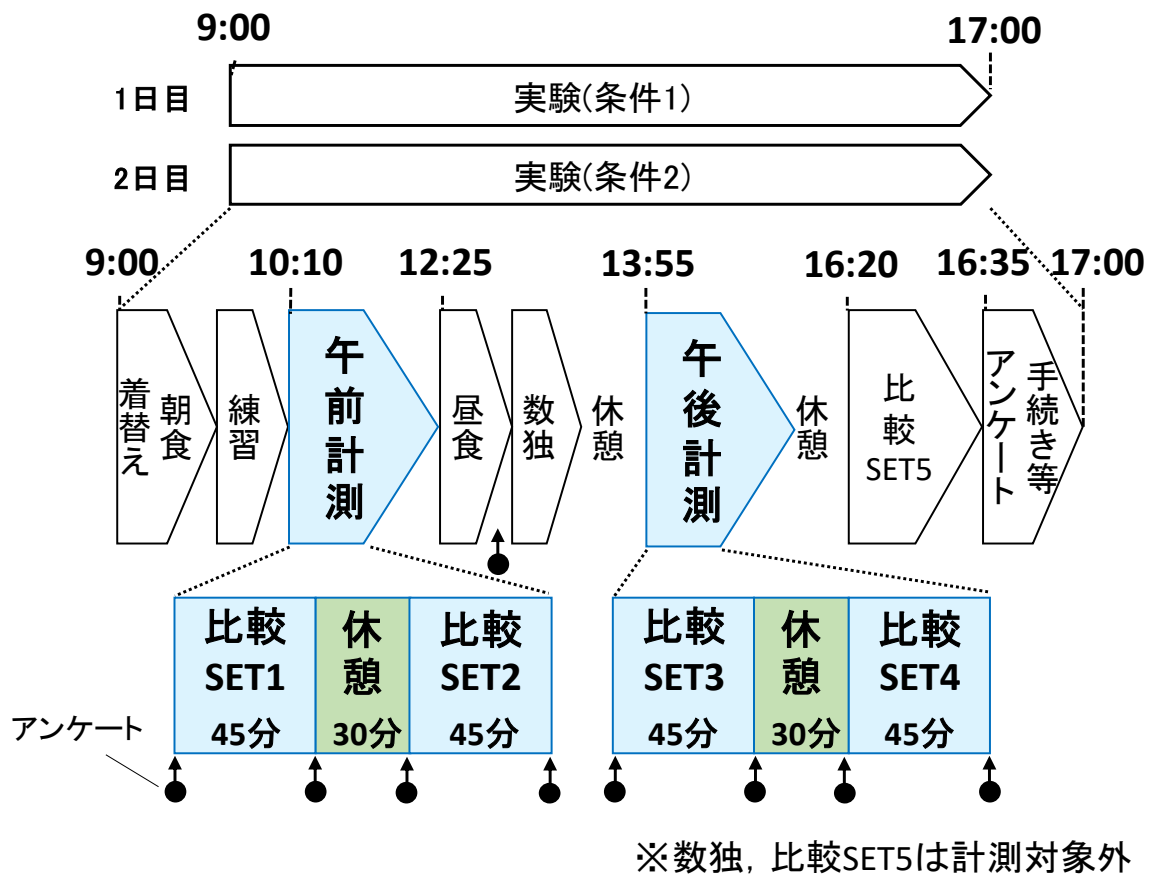 9:00
17:00
1日目
実験(条件1)
2日目
実験(条件2)
9:00
10:10
12:25
13:55
16:20
16:35
17:00
着替え
朝食
練習
午前計測
昼食
数独
休憩
午後計測
休憩
比較
SET5
アンケート
手続き等
比較
SET1
45分
休憩
30分
比較
SET2
45分
比較
SET3
45分
休憩
30分
比較
SET4
45分
アンケート
※数独，比較SET5は計測対象外